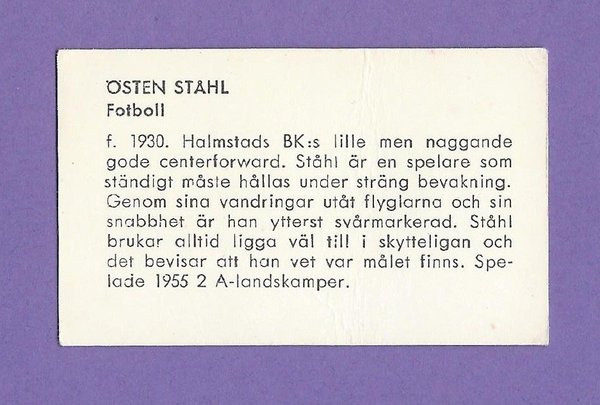 ÖSTEN STÅHL
Fotboll
f. 1930. Halmstads BK:s lille men naggande
gode centerforward. Ståhl är en spelare som
ständigt måste hållas under sträng bevakning.
Genom sina vandringar utåt flyglarna och sin
snabbhet är han ytterst svårmarkerad. Ståhl
brukar alltid ligga väl till i skytteligan och
det bevisar att han vet var målet finns. Spe-
lade 1955 2 A-landskamper.